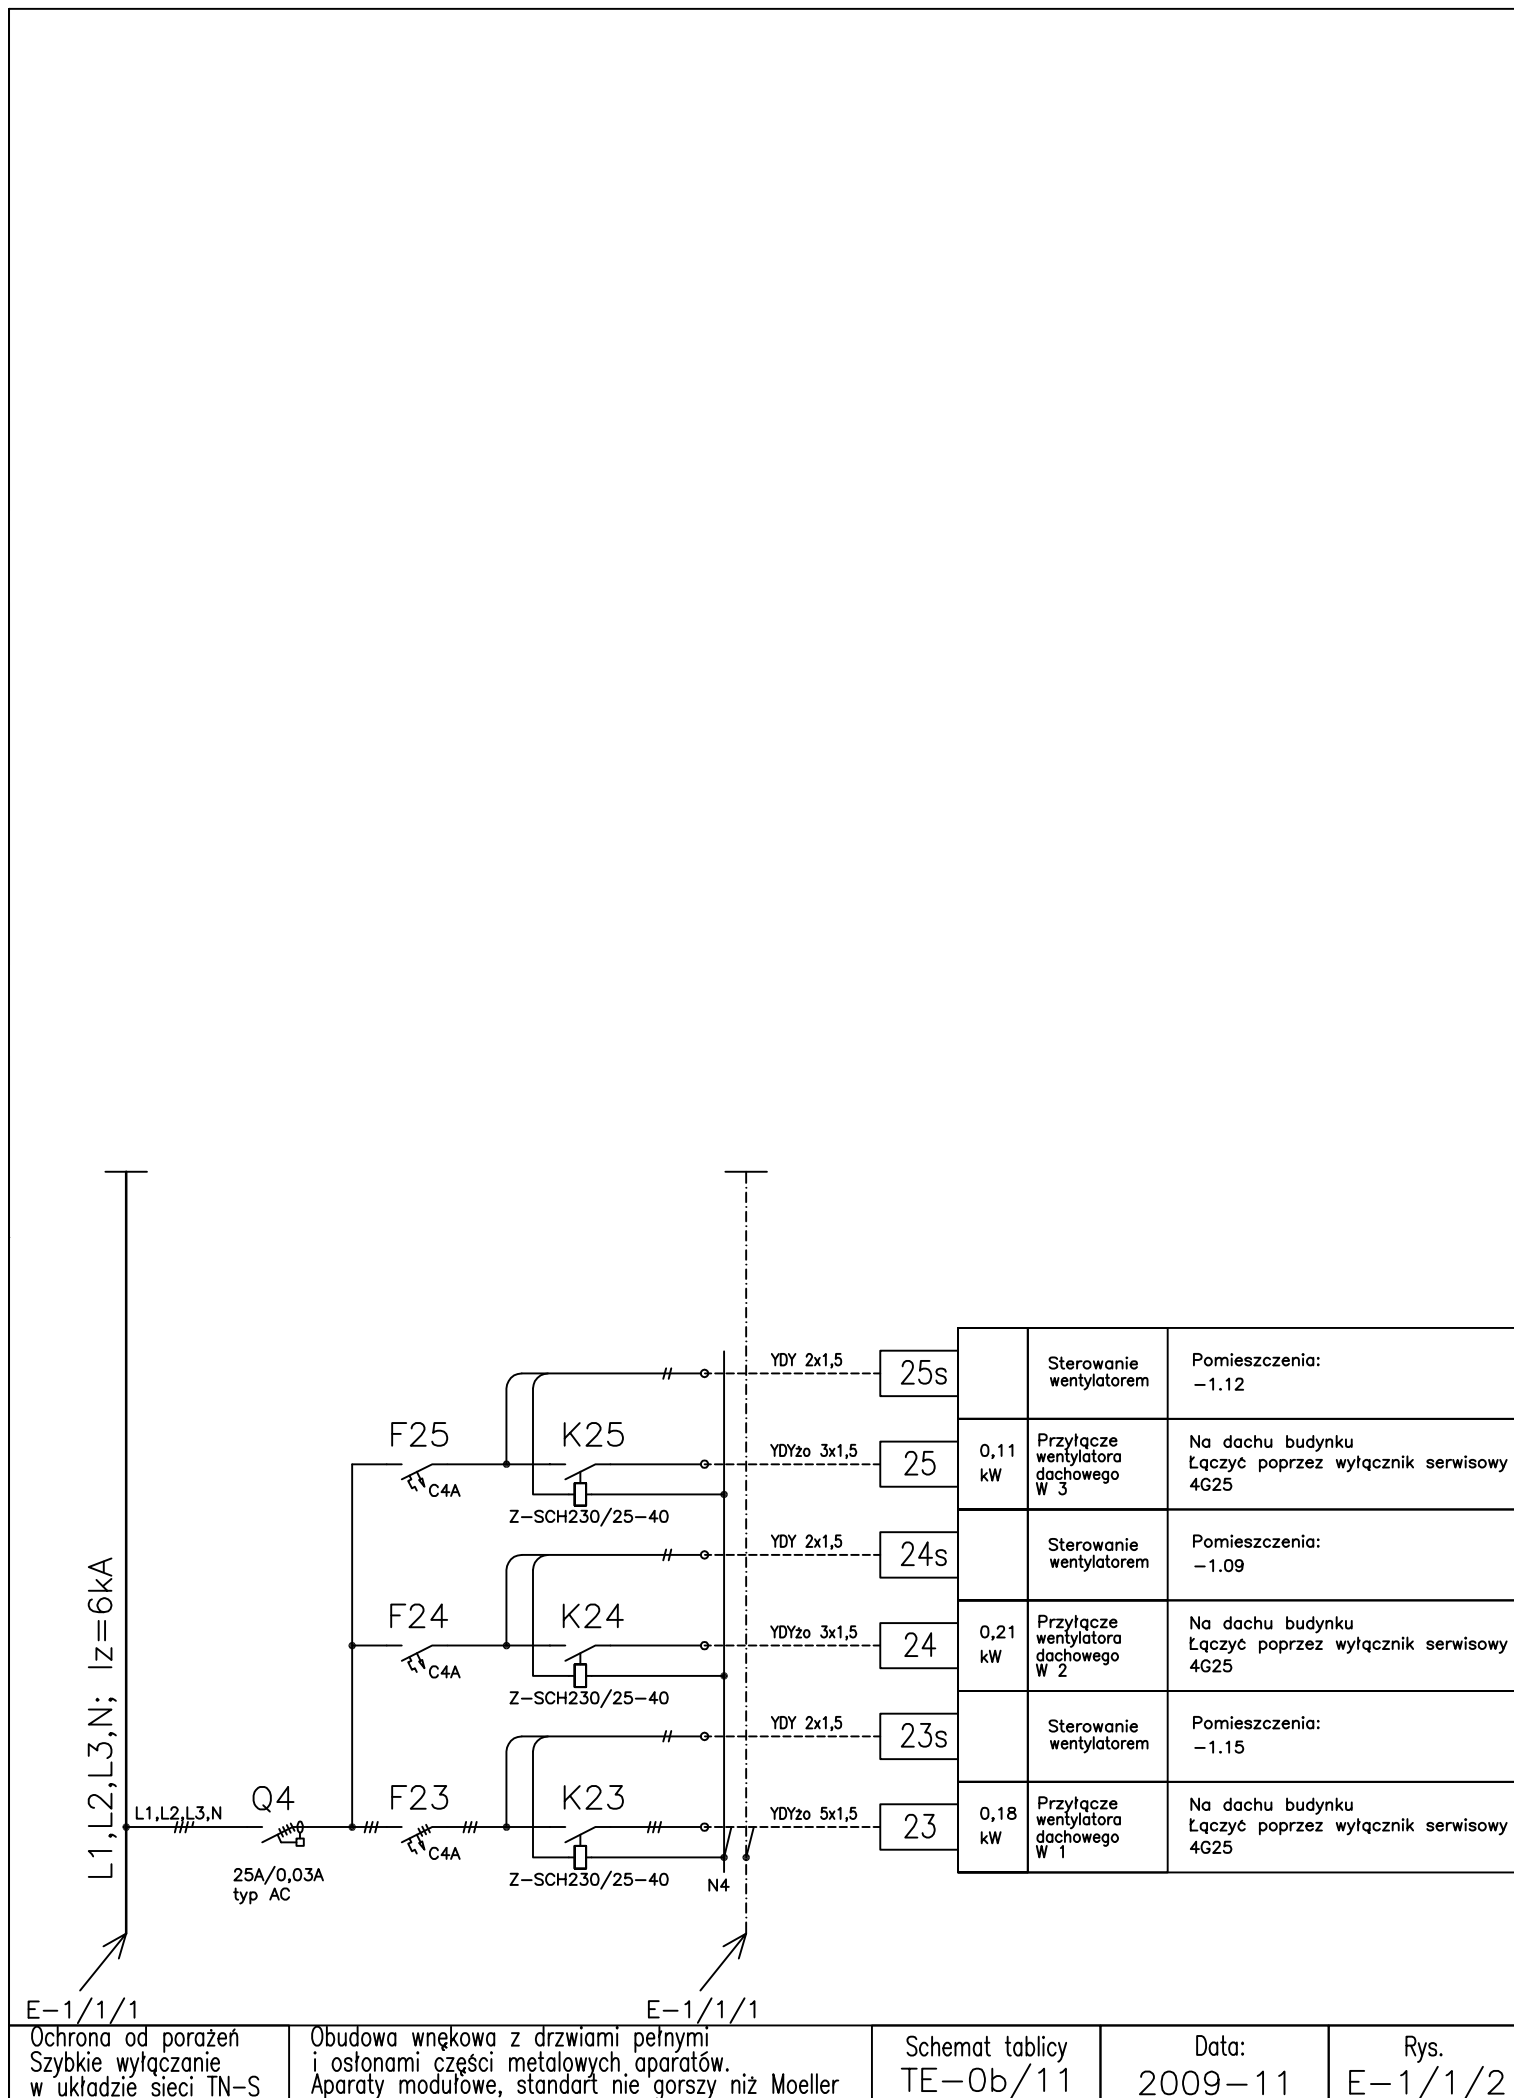 YDY 2x1,5
25s
Sterowanie
wentylatorem
Pomieszczenia:
-1.12
F25
K25
C4A
Z-SCH230/25-40
YDYżo 3x1,5
25
0,11
kW
Przyłącze
wentylatora
dachowego
W 3
Na dachu budynku
Łączyć poprzez wyłącznik serwisowy
4G25
YDY 2x1,5
24s
Sterowanie
wentylatorem
Pomieszczenia:
-1.09
F24
K24
C4A
Z-SCH230/25-40
YDYżo 3x1,5
24
0,21
kW
Przyłącze
wentylatora
dachowego
W 2
Na dachu budynku
Łączyć poprzez wyłącznik serwisowy
4G25
YDY 2x1,5
23s
Sterowanie
wentylatorem
Pomieszczenia:
-1.15
L1,L2,L3,N; Iz=6kA
L1,L2,L3,N
Q4
25A/0,03A
typ AC
F23
K23
C4A
Z-SCH230/25-40
N4
YDYżo 5x1,5
23
0,18
kW
Przyłącze
wentylatora
dachowego
W 1
Na dachu budynku
Łączyć poprzez wyłącznik serwisowy
4G25
E-1/1/1
E-1/1/1
Ochrona od porażeń
Szybkie wyłączanie
w układzie sieci TN-S
Obudowa wnękowa z drzwiami pełnymi
i osłonami części metalowych aparatów.
Aparaty modułowe, standart nie gorszy niż Moeller
Schemat tablicy
TE-0b/11
Data:
2009-11
Rys.
E-1/1/2